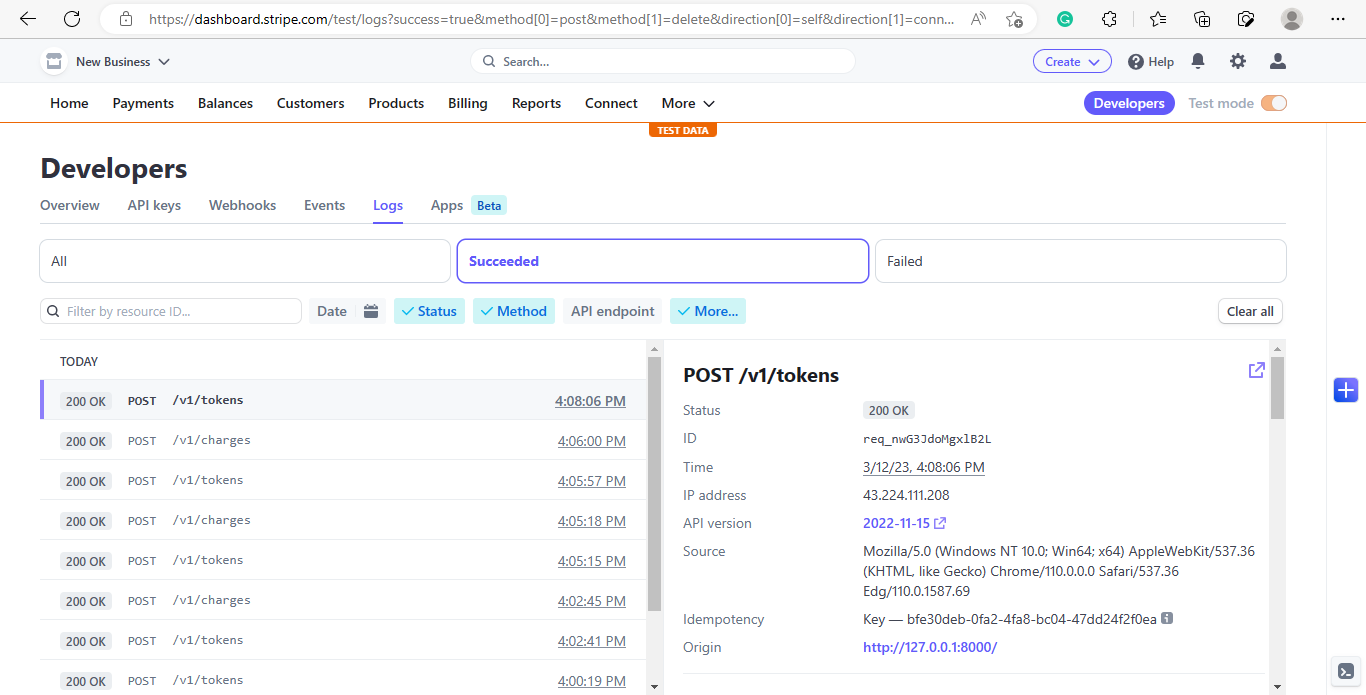 https://dashboard.stripe.com/test/logs?success=true&method[0]=post&method[1]=delete&direction[0]=self&direction[1]=conn...
New Business
Search...
Create
Help
Home Payments Balances Customers Products Billing Reports Connect More
Developers
Test mode
TEST DATA
Developers
Overview API keys Webhooks Events Logs Apps Beta
All
Succeeded
Failed
Filter by resource ID...
Date
Status
Method
API endpoint
More...
Clear all
TODAY
200 OK POST /v1/tokens 4:08:06 PM
200 OK POST /v1/charges 4:06:00 PM
200 OK POST /v1/tokens 4:05:57 PM
200 OK POST /v1/charges 4:05:18 PM
200 OK POST /v1/tokens 4:05:15 PM
200 OK POST /v1/charges 4:02:45 PM
200 OK POST /v1/tokens 4:02:41 PM
200 OK POST /v1/tokens 4:00:19 PM
POST /v1/tokens
Status 200 OK
ID req_nwG3JdoMgxlB2L
Time 3/12/23, 4:08:06 PM
IP address 43.224.111.208
API version 2022-11-15
Source Mozilla/5.0 (Windows NT 10.0; Win64; x64) AppleWebKit/537.36
(KHTML, like Gecko) Chrome/110.0.0.0 Safari/537.36
Edg/110.0.1587.69
Idempotency Key — bfe30deb-0fa2-4fa8-bc04-47dd24f2f0ea
Origin http://127.0.0.1:8000/